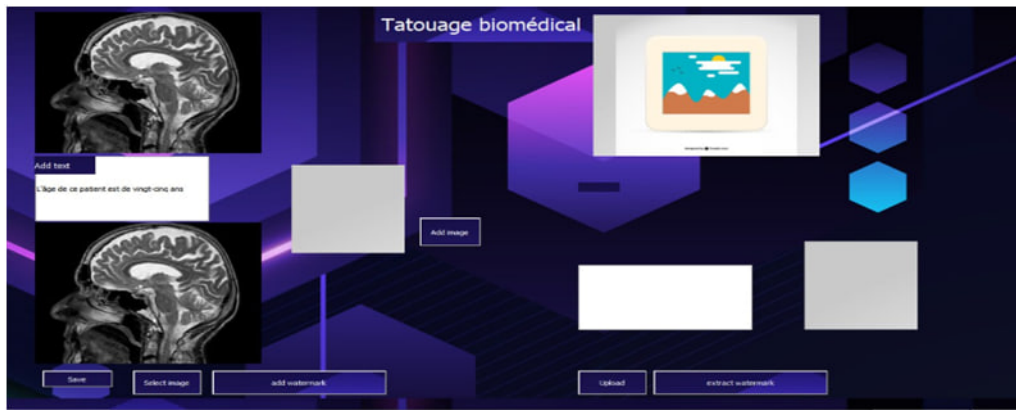 Tatouage biomédical
Add text
L'âge de ce patient est de vingt-cinq ans
Add image
Save
Select image
add watermark
Upload
extract watermark